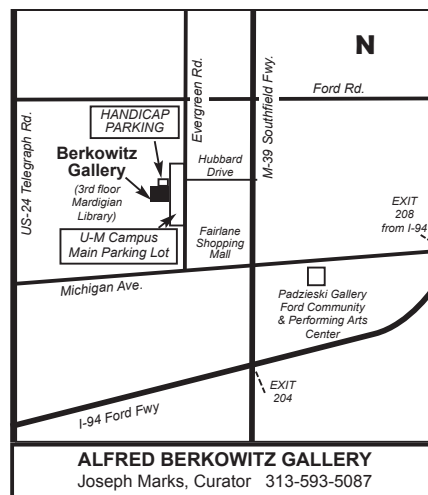 N
Ford Rd.
US-24 Telegraph Rd.
Evergreen Rd.
M-39 Southfield Fwy.
HANDICAP
PARKING
Berkowitz
Gallery
(3rd floor
Mardigian
Library)
Hubbard
Drive
U-M Campus
Main Parking Lot
Fairlane
Shopping
Mall
EXIT
208
from I-94
Michigan Ave.
Padzieski Gallery
Ford Community
& Performing Arts
Center
EXIT
204
I-94 Ford Fwy
ALFRED BERKOWITZ GALLERY
Joseph Marks, Curator 313-593-5087